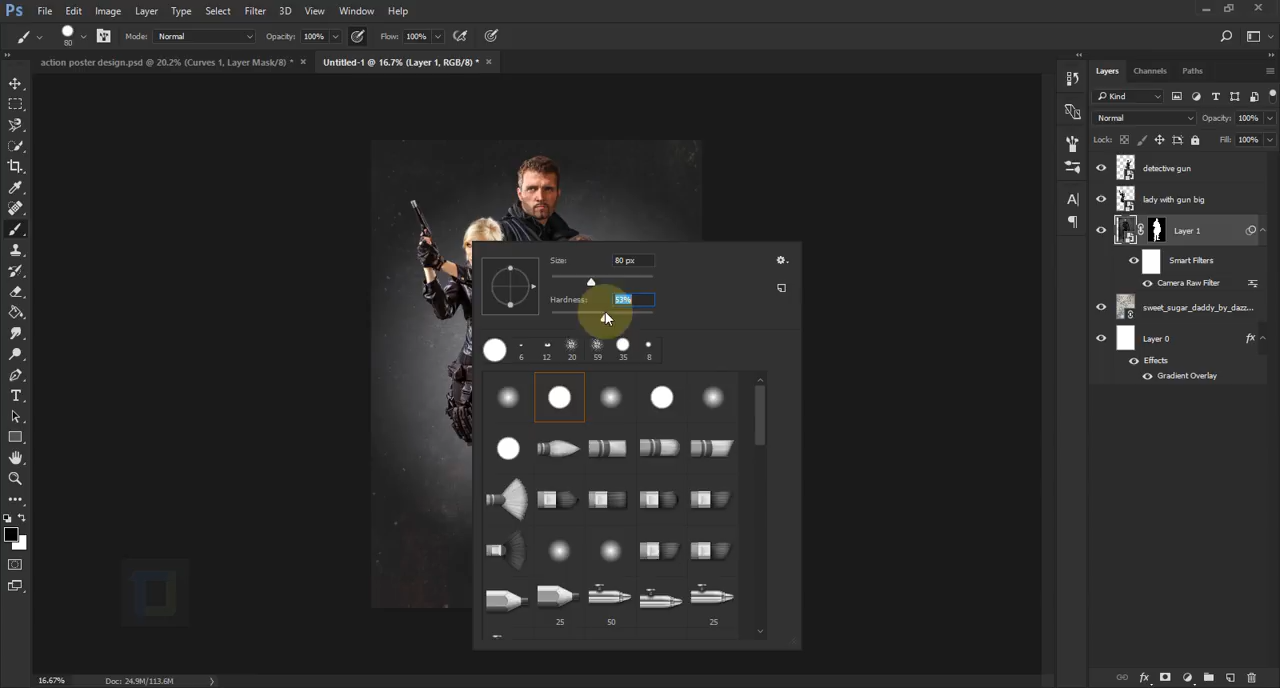 Ps File Edit Image Layer Type Select Filter 3D View Window Help
80 Mode: Normal Opacity: 100% Flow: 100%
action poster design.psd @ 20.2% (Curves 1, Layer Mask/8) * × Untitled-1 @ 16.7% (Layer 1, RGB/8) * ×
Layers Channels Paths
Kind
Normal Opacity: 100%
Lock: Fill: 100%
detective gun
lady with gun big
Layer 1
Smart Filters
Camera Raw Filter
sweet_sugar_daddy_by_dazz...
Layer 0 fx
Effects
Gradient Overlay
Size: 80 px
Hardness: 53%
6 12 20 59 35 8
25 50 25
16.67% Doc: 24.9M/113.6M